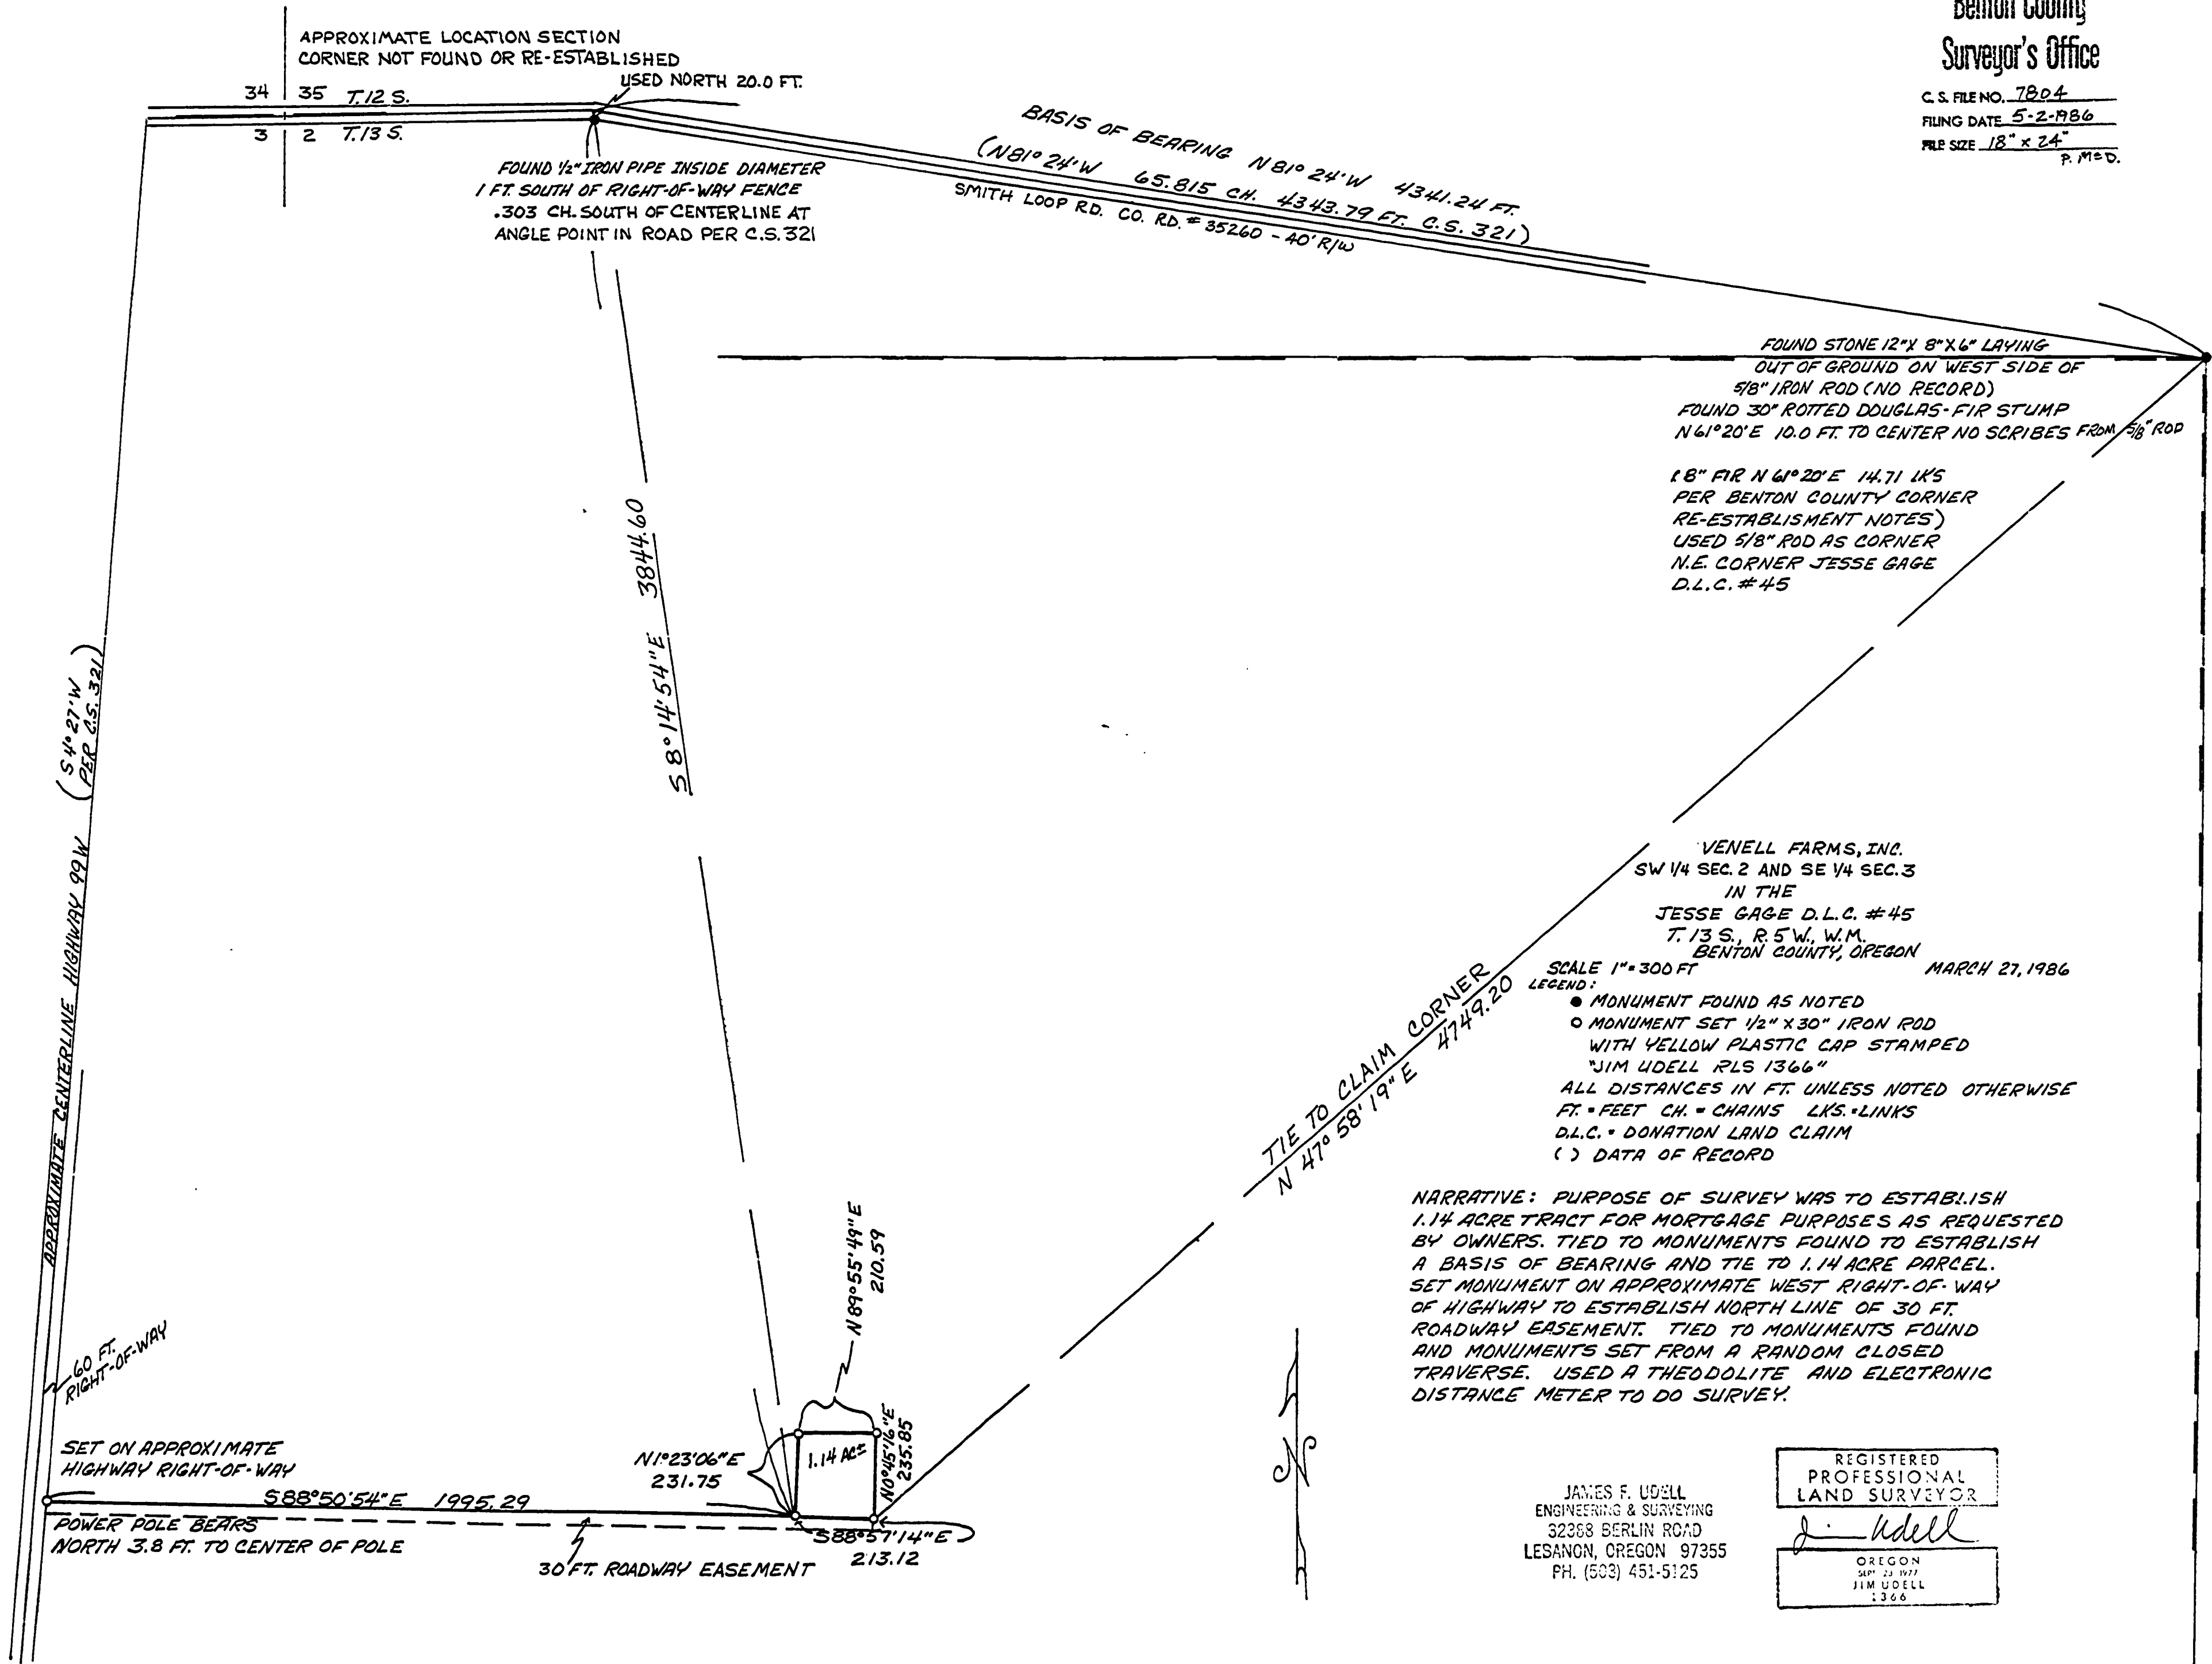 Benton County
Surveyor's Office
C.S. FILE NO. 7804
FILING DATE 5-2-1986
FILE SIZE 18" x 24"
P. McD.
APPROXIMATE LOCATION SECTION
CORNER NOT FOUND OR RE-ESTABLISHED
USED NORTH 20.0 FT.
34 35 T.12 S.
3 2 T.13 S.
FOUND 1/2" IRON PIPE INSIDE DIAMETER
1 FT. SOUTH OF RIGHT-OF-WAY FENCE
.303 CH. SOUTH OF CENTERLINE AT
ANGLE POINT IN ROAD PER C.S. 321
BASIS OF BEARING N81°24'W 4341.24 FT.
(N81°24'W 65.815 CH. 4343.79 FT. C.S. 321)
SMITH LOOP RD. CO. RD. # 35260 - 40' R/W
FOUND STONE 12"X 8"X6" LAYING
OUT OF GROUND ON WEST SIDE OF
5/8" IRON ROD (NO RECORD)
FOUND 30" ROTTED DOUGLAS-FIR STUMP
N61°20'E 10.0 FT. TO CENTER NO SCRIBES FROM 5/8" ROD
(8" FIR N 61°20'E 14.71 LKS
PER BENTON COUNTY CORNER
RE-ESTABLISMENT NOTES)
USED 5/8" ROD AS CORNER
N.E. CORNER JESSE GAGE
D.L.C. #45
S8°14'54"E 3844.60
(S4°27'W
PER C.S. 321)
APPROXIMATE CENTERLINE HIGHWAY 99W
VENELL FARMS, INC.
SW 1/4 SEC. 2 AND SE 1/4 SEC. 3
IN THE
JESSE GAGE D.L.C. #45
T. 13 S., R. 5 W., W.M.
BENTON COUNTY, OREGON
SCALE 1"=300 FT MARCH 27, 1986
LEGEND:
● MONUMENT FOUND AS NOTED
○ MONUMENT SET 1/2" X 30" IRON ROD
WITH YELLOW PLASTIC CAP STAMPED
"JIM UDELL RLS 1366"
ALL DISTANCES IN FT. UNLESS NOTED OTHERWISE
FT. = FEET CH. = CHAINS LKS. = LINKS
D.L.C. = DONATION LAND CLAIM
( ) DATA OF RECORD
TIE TO CLAIM CORNER
N 47° 58' 19" E 4749.20
NARRATIVE: PURPOSE OF SURVEY WAS TO ESTABLISH
1.14 ACRE TRACT FOR MORTGAGE PURPOSES AS REQUESTED
BY OWNERS. TIED TO MONUMENTS FOUND TO ESTABLISH
A BASIS OF BEARING AND TIE TO 1.14 ACRE PARCEL.
SET MONUMENT ON APPROXIMATE WEST RIGHT-OF-WAY
OF HIGHWAY TO ESTABLISH NORTH LINE OF 30 FT.
ROADWAY EASEMENT. TIED TO MONUMENTS FOUND
AND MONUMENTS SET FROM A RANDOM CLOSED
TRAVERSE. USED A THEODOLITE AND ELECTRONIC
DISTANCE METER TO DO SURVEY.
N89°55'49"E
210.59
60 FT.
RIGHT-OF-WAY
SET ON APPROXIMATE
HIGHWAY RIGHT-OF-WAY
N1°23'06"E
231.75
1.14 AC±
N0°45'16"E
235.85
S88°50'54"E 1995.29
POWER POLE BEARS
NORTH 3.8 FT. TO CENTER OF POLE
30 FT. ROADWAY EASEMENT
S88°57'14"E
213.12
N
JAMES F. UDELL
ENGINEERING & SURVEYING
32388 BERLIN ROAD
LEBANON, OREGON 97355
PH. (503) 451-5125
REGISTERED
PROFESSIONAL
LAND SURVEYOR
Jim Udell
OREGON
SEPT 23 1977
JIM UDELL
1366